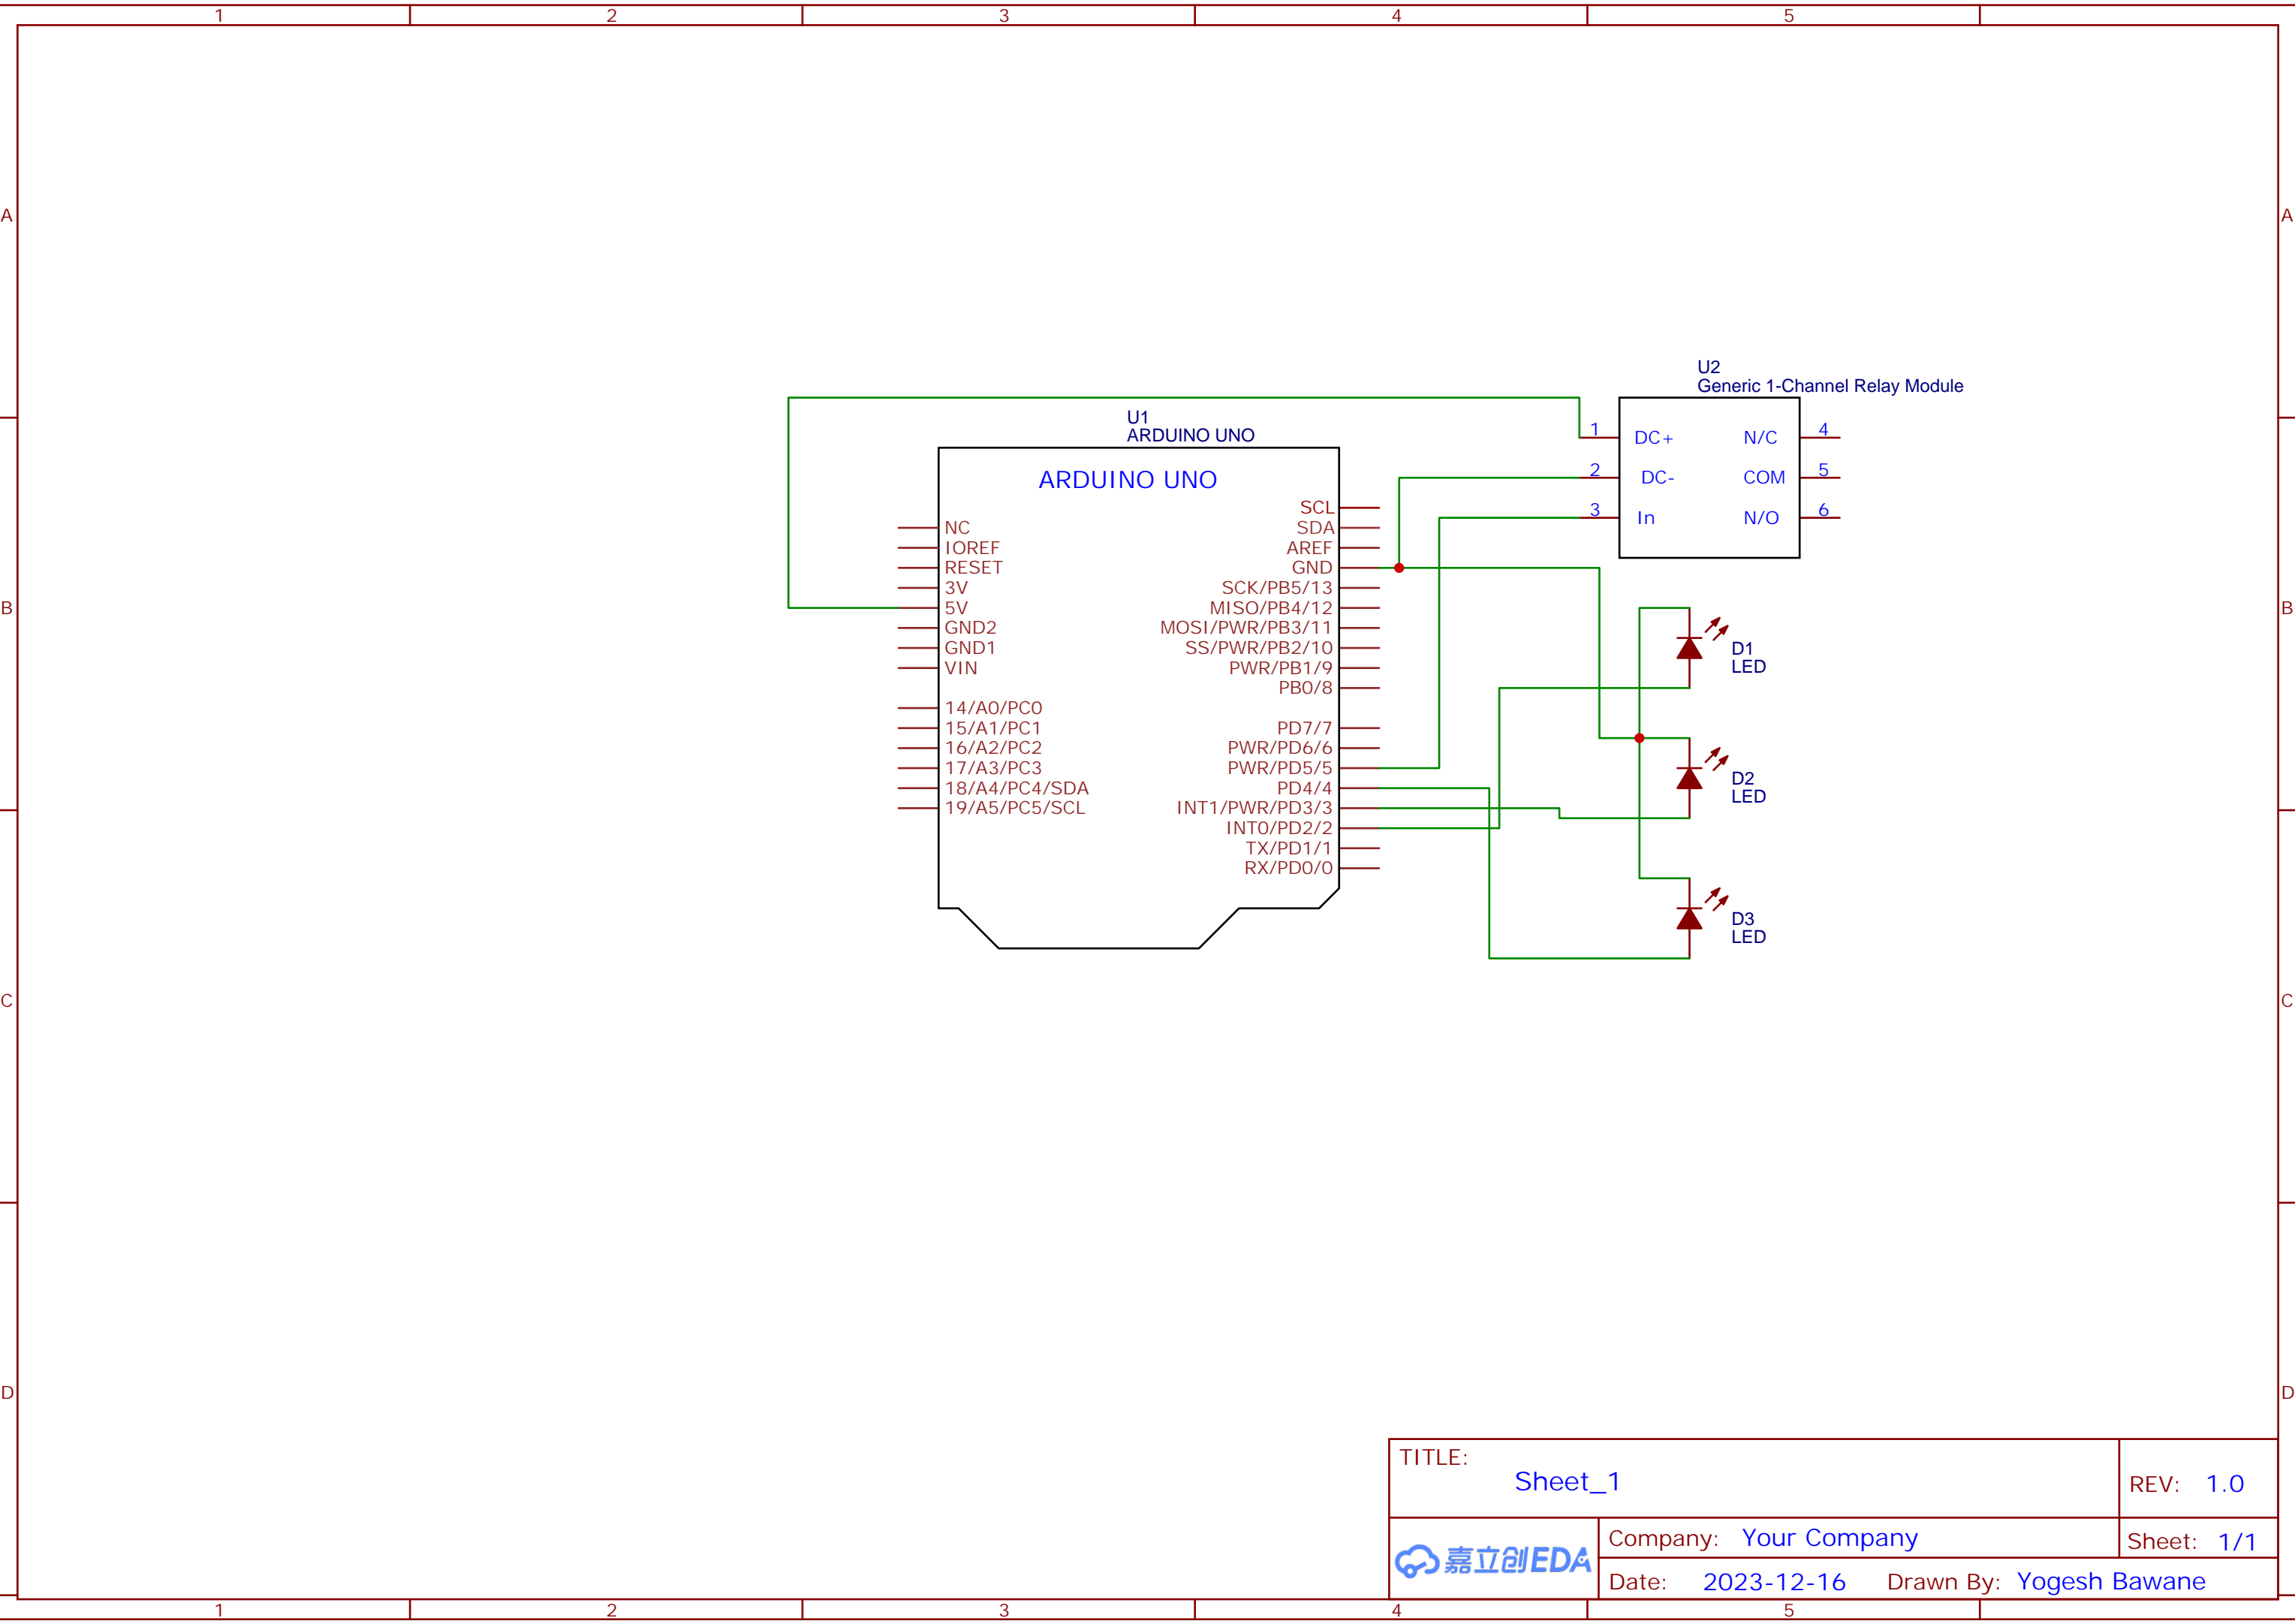 1 2 3 4 5
A A
B B
C C
D D
U1
ARDUINO UNO
ARDUINO UNO
NC
IOREF
RESET
3V
5V
GND2
GND1
VIN
14/A0/PC0
15/A1/PC1
16/A2/PC2
17/A3/PC3
18/A4/PC4/SDA
19/A5/PC5/SCL
SCL
SDA
AREF
GND
SCK/PB5/13
MISO/PB4/12
MOSI/PWR/PB3/11
SS/PWR/PB2/10
PWR/PB1/9
PB0/8
PD7/7
PWR/PD6/6
PWR/PD5/5
PD4/4
INT1/PWR/PD3/3
INT0/PD2/2
TX/PD1/1
RX/PD0/0
U2
Generic 1-Channel Relay Module
1 DC+ N/C 4
2 DC- COM 5
3 In N/O 6
D1
LED
D2
LED
D3
LED
TITLE:
Sheet_1
REV: 1.0
嘉立创EDA
Company: Your Company
Sheet: 1/1
Date: 2023-12-16 Drawn By: Yogesh Bawane
1 2 3 4 5